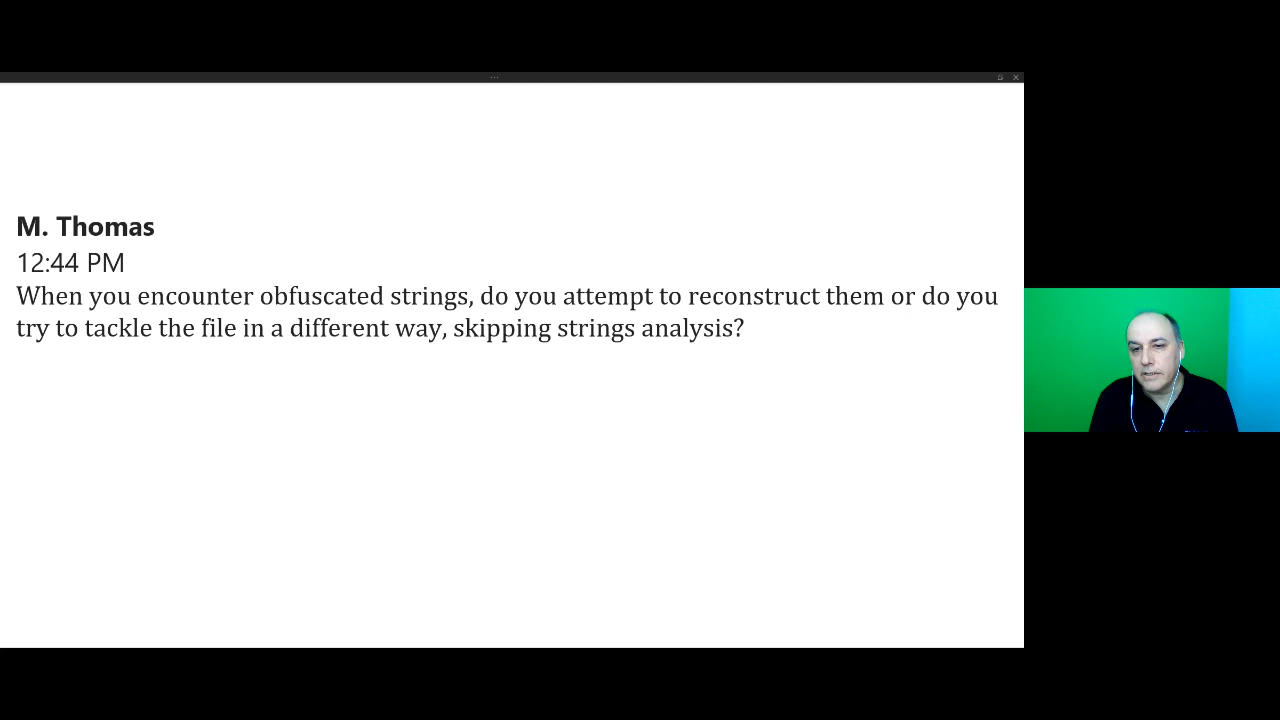 M. Thomas
12:44 PM
When you encounter obfuscated strings, do you attempt to reconstruct them or do you
try to tackle the file in a different way, skipping strings analysis?